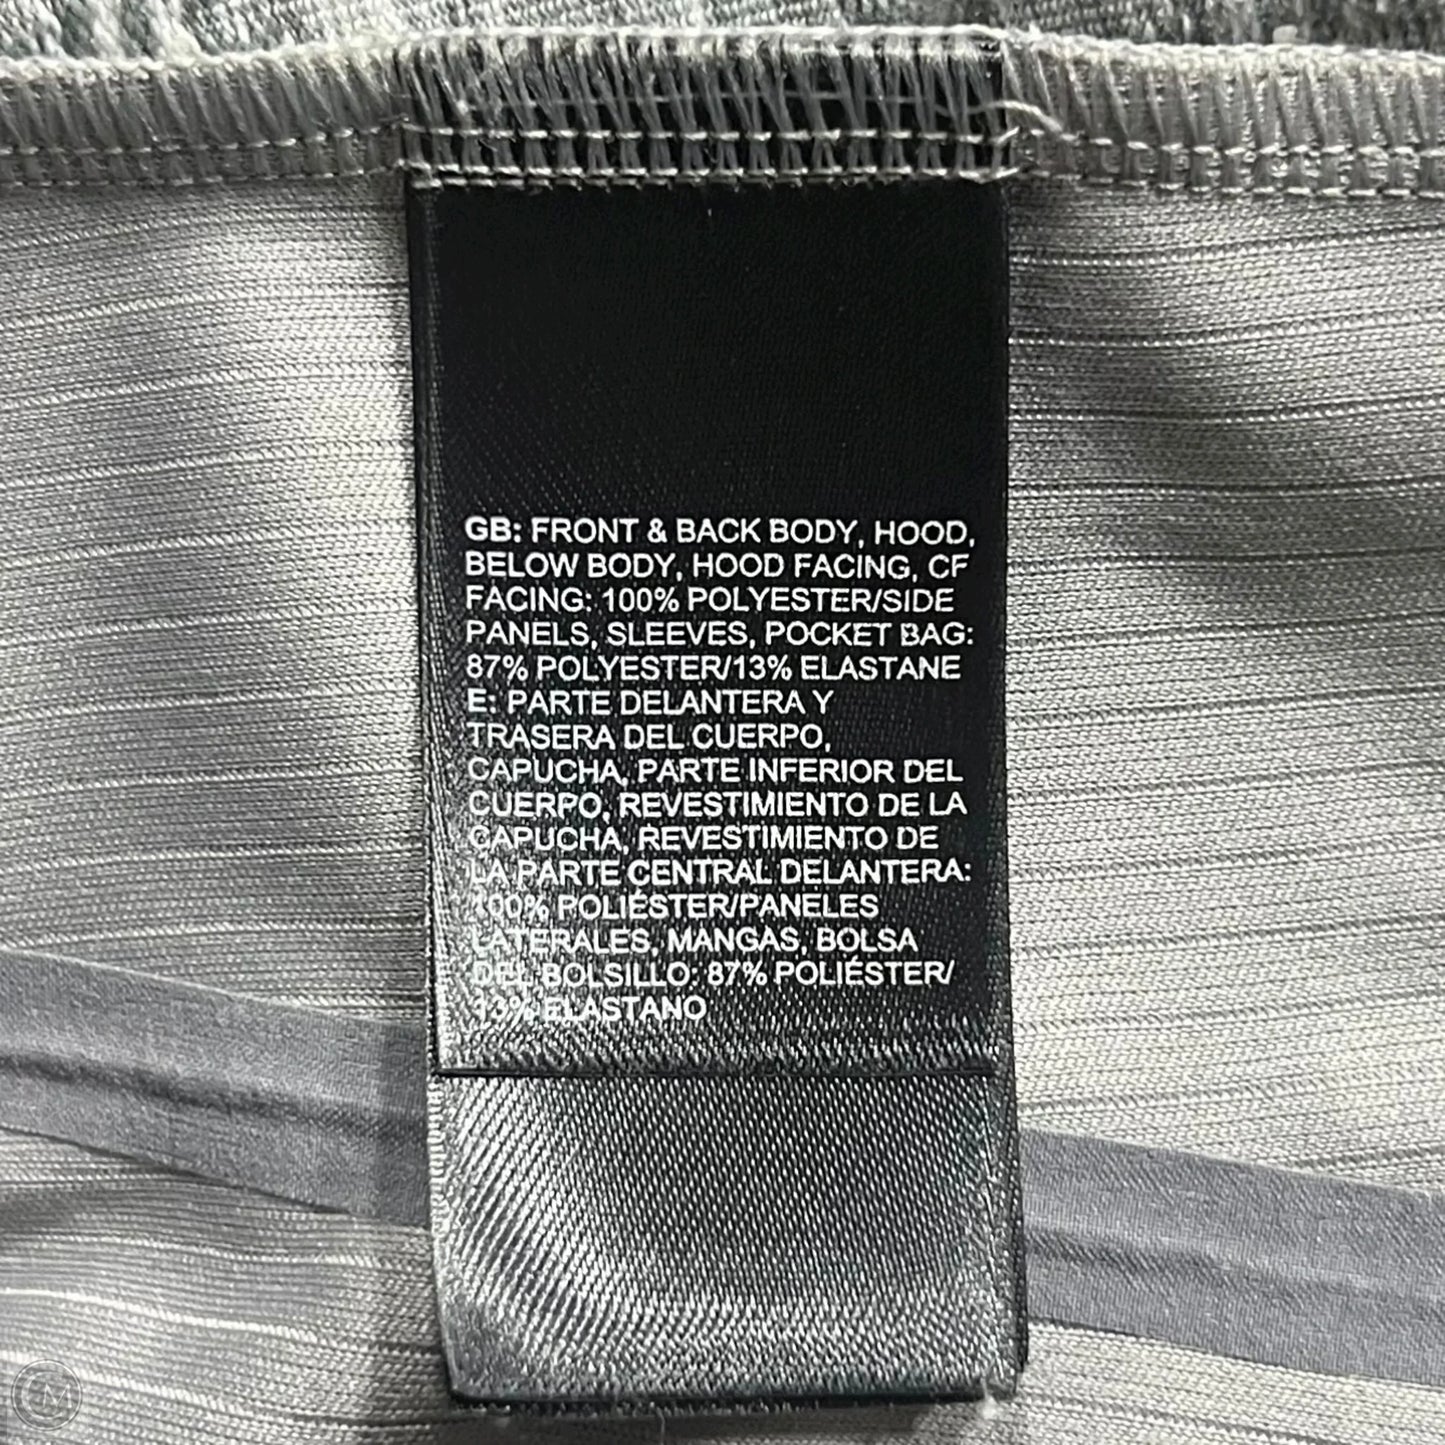 GB: FRONT & BACK BODY, HOOD,
BELOW BODY, HOOD FACING, CF
FACING: 100% POLYESTER/SIDE
PANELS, SLEEVES, POCKET BAG:
87% POLYESTER/13% ELASTANE
E: PARTE DELANTERA Y
TRASERA DEL CUERPO,
CAPUCHA, PARTE INFERIOR DEL
CUERPO, REVESTIMIENTO DE LA
CAPUCHA, REVESTIMIENTO DE
LA PARTE CENTRAL DELANTERA:
100% POLIÉSTER/PANELES
LATERALES, MANGAS, BOLSA
DEL BOLSILLO: 87% POLIÉSTER/
13% ELASTANO
CM